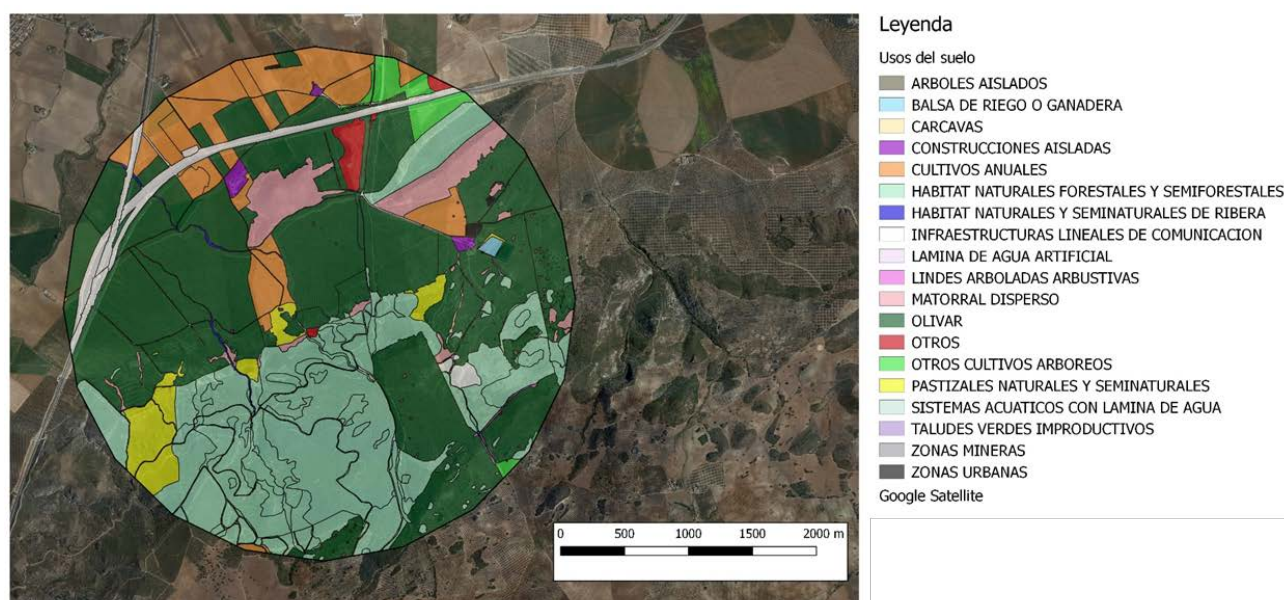 Leyenda
Usos del suelo
ARBOLES AISLADOS
BALSA DE RIEGO O GANADERA
CARCAVAS
CONSTRUCCIONES AISLADAS
CULTIVOS ANUALES
HABITAT NATURALES FORESTALES Y SEMIFORESTALES
HABITAT NATURALES Y SEMINATURALES DE RIBERA
INFRAESTRUCTURAS LINEALES DE COMUNICACION
LAMINA DE AGUA ARTIFICIAL
LINDES ARBOLADAS ARBUSTIVAS
MATORRAL DISPERSO
OLIVAR
OTROS
OTROS CULTIVOS ARBOREOS
PASTIZALES NATURALES Y SEMINATURALES
SISTEMAS ACUATICOS CON LAMINA DE AGUA
TALUDES VERDES IMPRODUCTIVOS
ZONAS MINERAS
ZONAS URBANAS
Google Satellite
0 500 1000 1500 2000 m